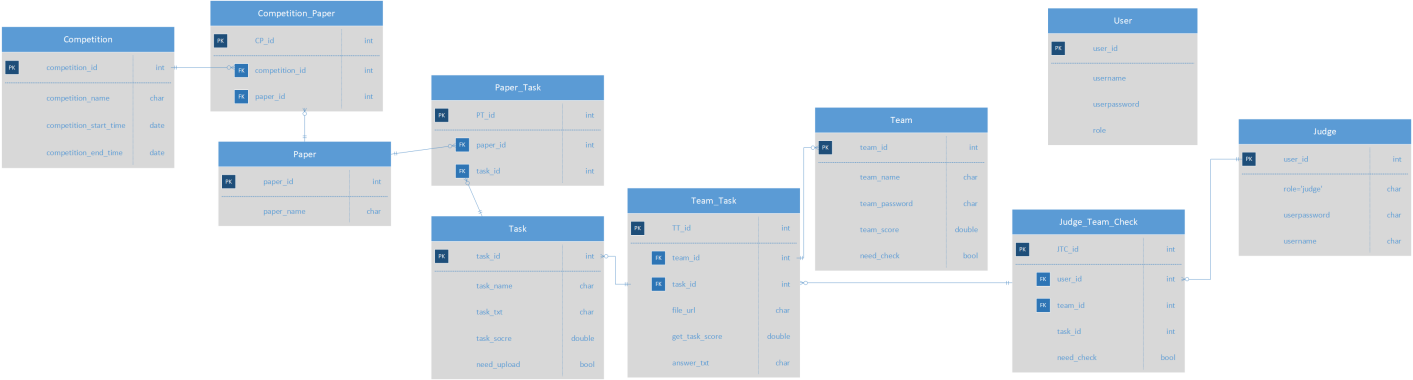 Competition
PK competition_id int
competition_name char
competition_start_time date
competition_end_time date
Competition_Paper
PK CP_id int
FK competition_id int
FK paper_id int
Paper
PK paper_id int
paper_name char
Paper_Task
PK PT_id int
FK paper_id int
FK task_id int
Task
PK task_id int
task_name char
task_txt char
task_socre double
need_upload bool
Team_Task
PK TT_id int
FK team_id int
FK task_id int
file_url char
get_task_score double
answer_txt char
Team
PK team_id int
team_name char
team_password char
team_score double
need_check bool
User
PK user_id
username
userpassword
role
Judge_Team_Check
PK JTC_id int
FK user_id int
FK team_id int
task_id int
need_check bool
Judge
PK user_id int
role='judge' char
userpassword char
username char